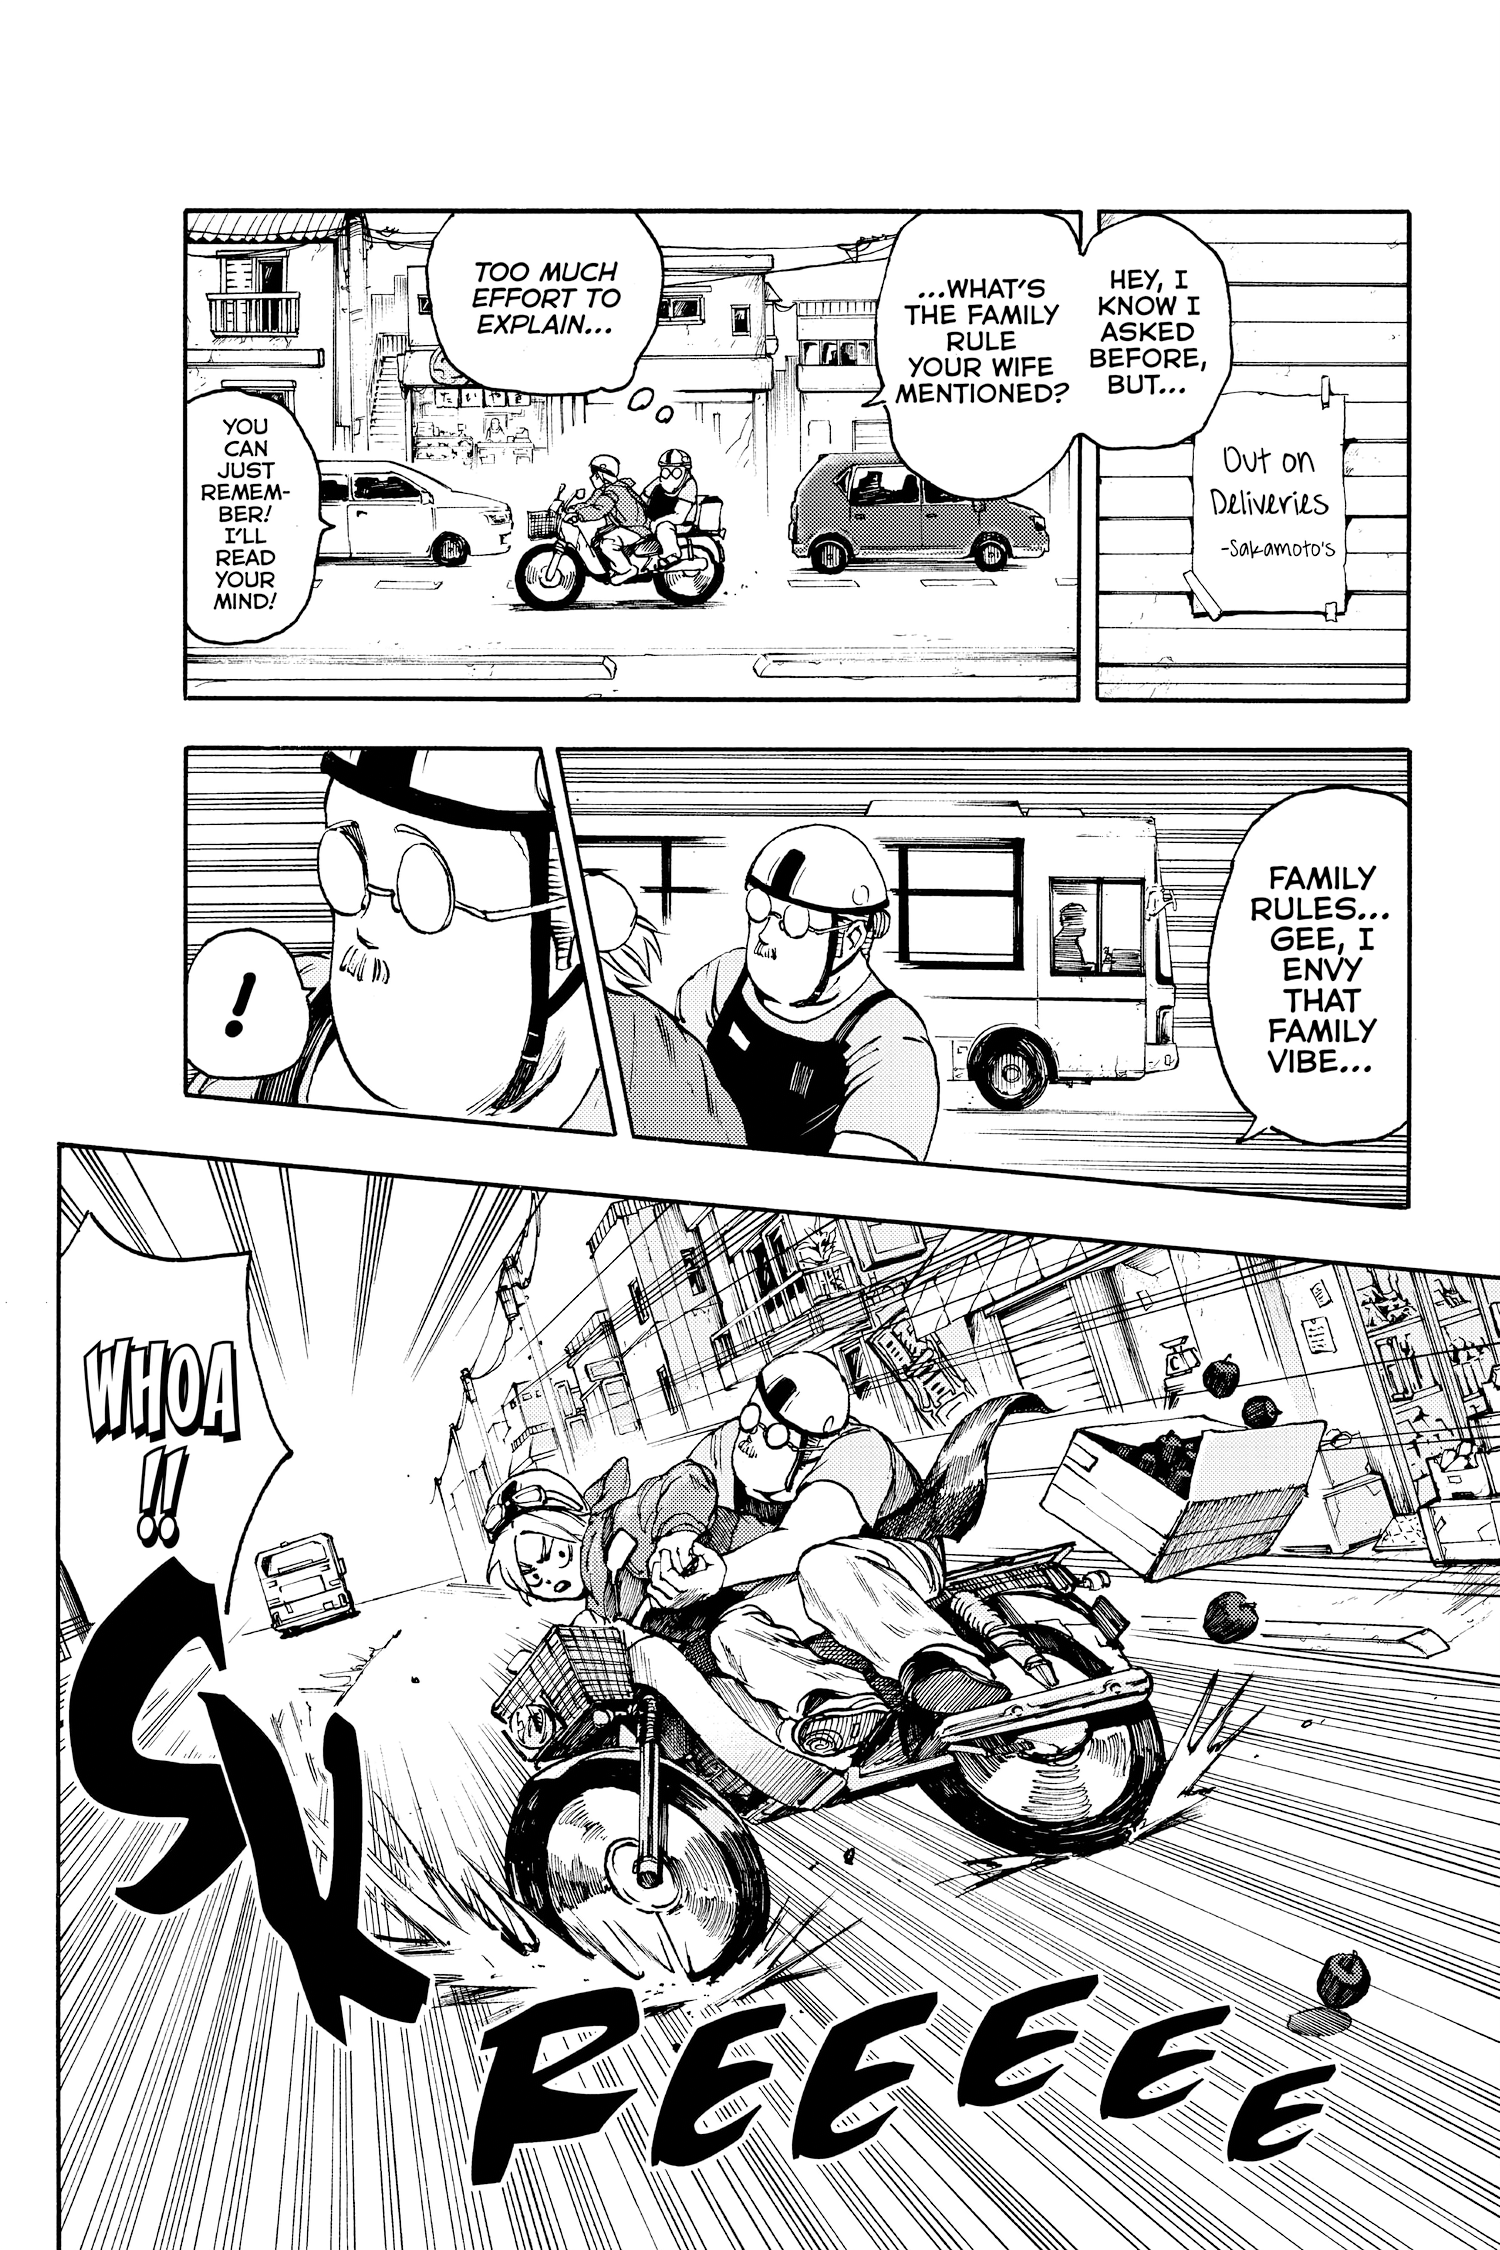 HEY, I
KNOW I
ASKED
BEFORE,
BUT...
Out on
Deliveries
-Sakamoto's
...WHAT'S
THE FAMILY
RULE
YOUR WIFE
MENTIONED?
TOO MUCH
EFFORT TO
EXPLAIN...
YOU
CAN
JUST
REMEM-
BER!
I'LL
READ
YOUR
MIND!
FAMILY
RULES...
GEE, I
ENVY
THAT
FAMILY
VIBE...
!
WHOA
!!
SKREEEEE